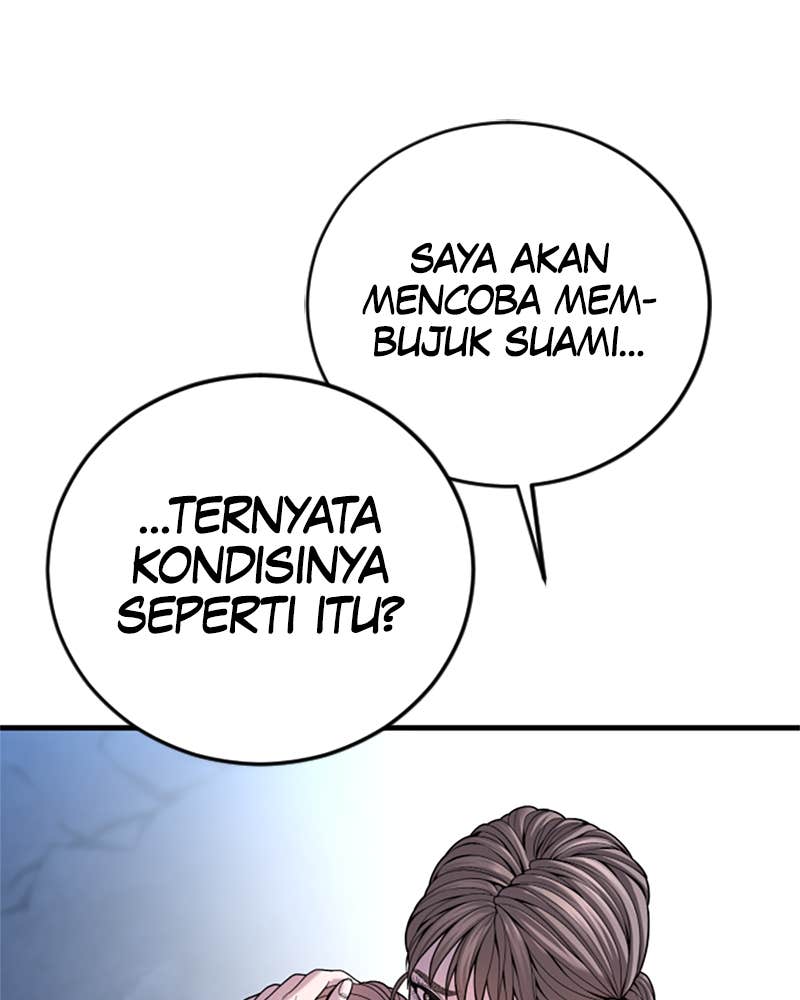 SAYA AKAN
MENCOBA MEM-
BUJUK SUAMI...
...TERNYATA
KONDISINYA
SEPERTI ITU?